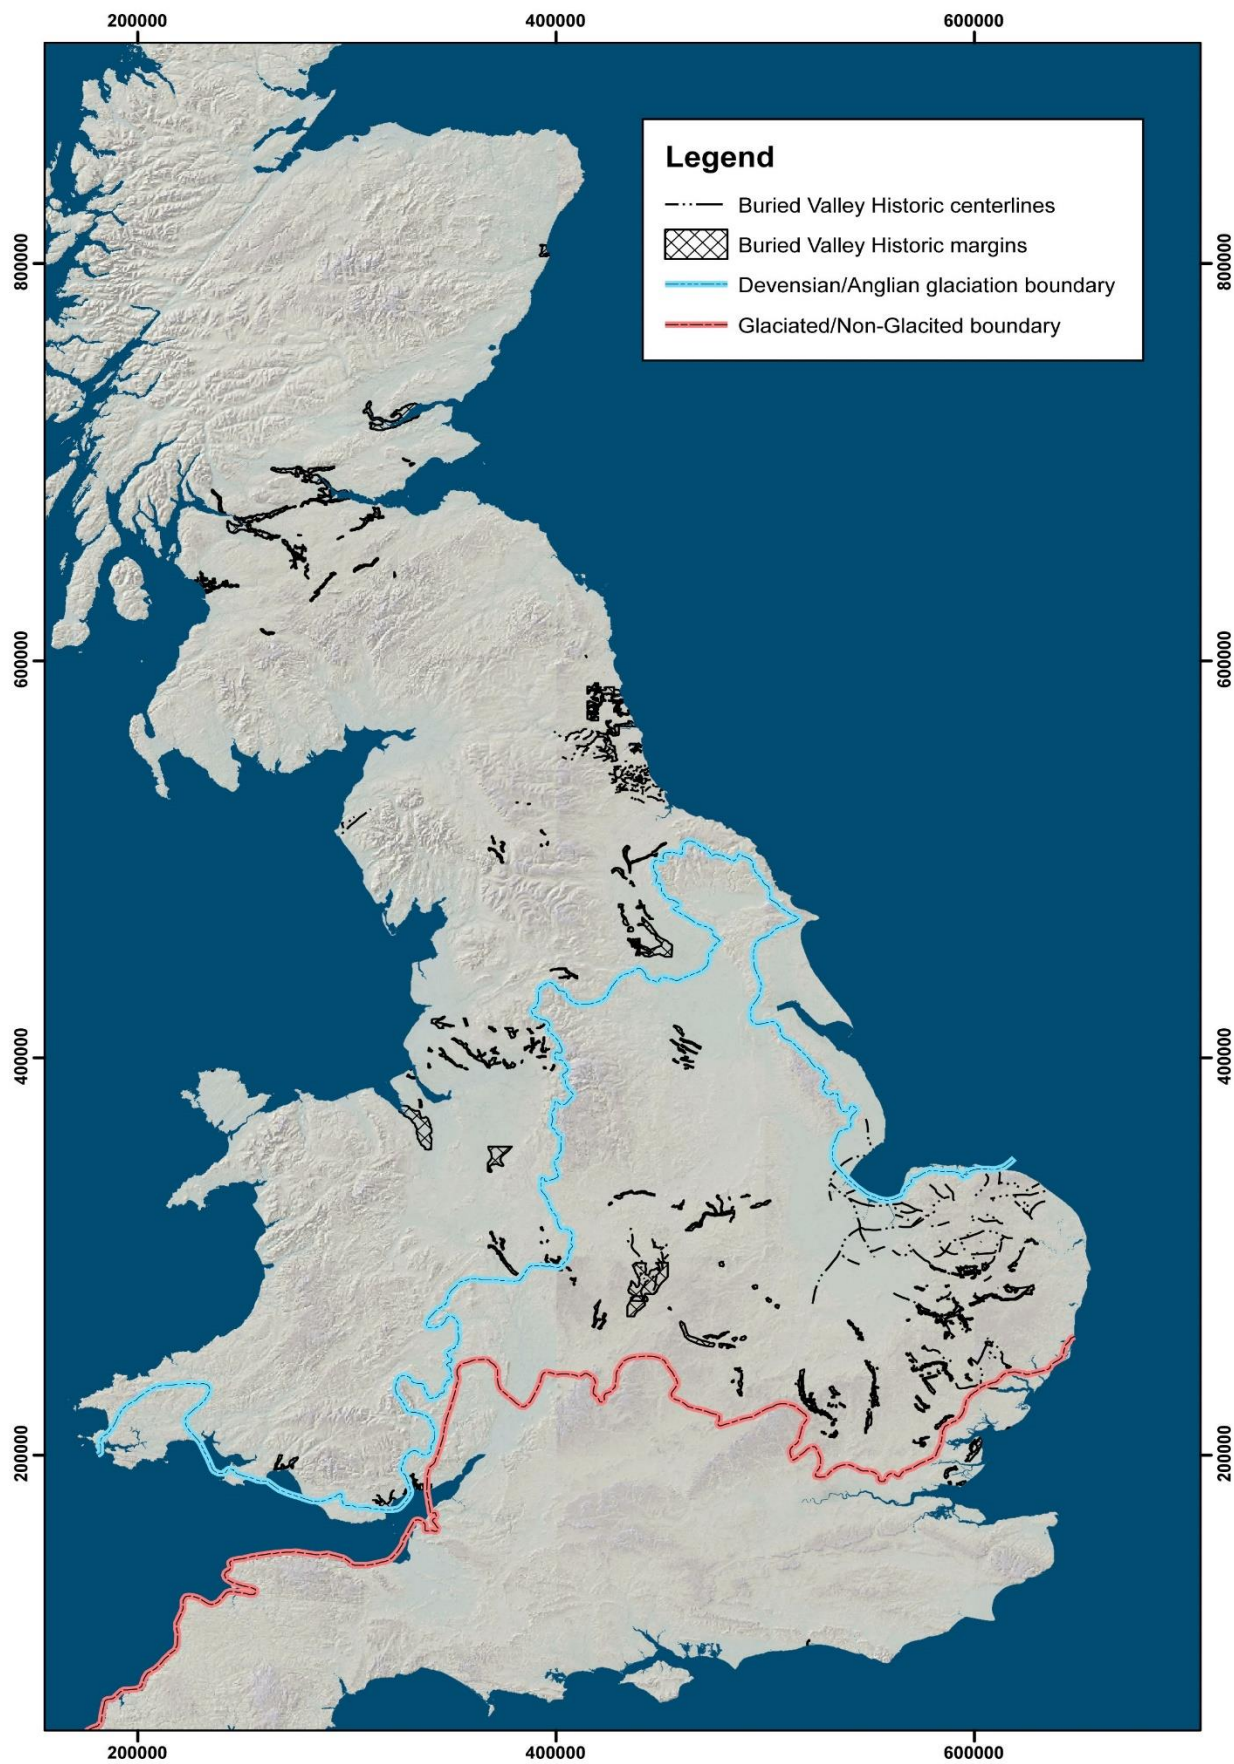 200000
400000
600000
Legend
Buried Valley Historic centerlines
Buried Valley Historic margins
Devensian/Anglian glaciation boundary
Glaciated/Non-Glacited boundary
800000
800000
600000
600000
400000
400000
200000
200000
200000
400000
600000